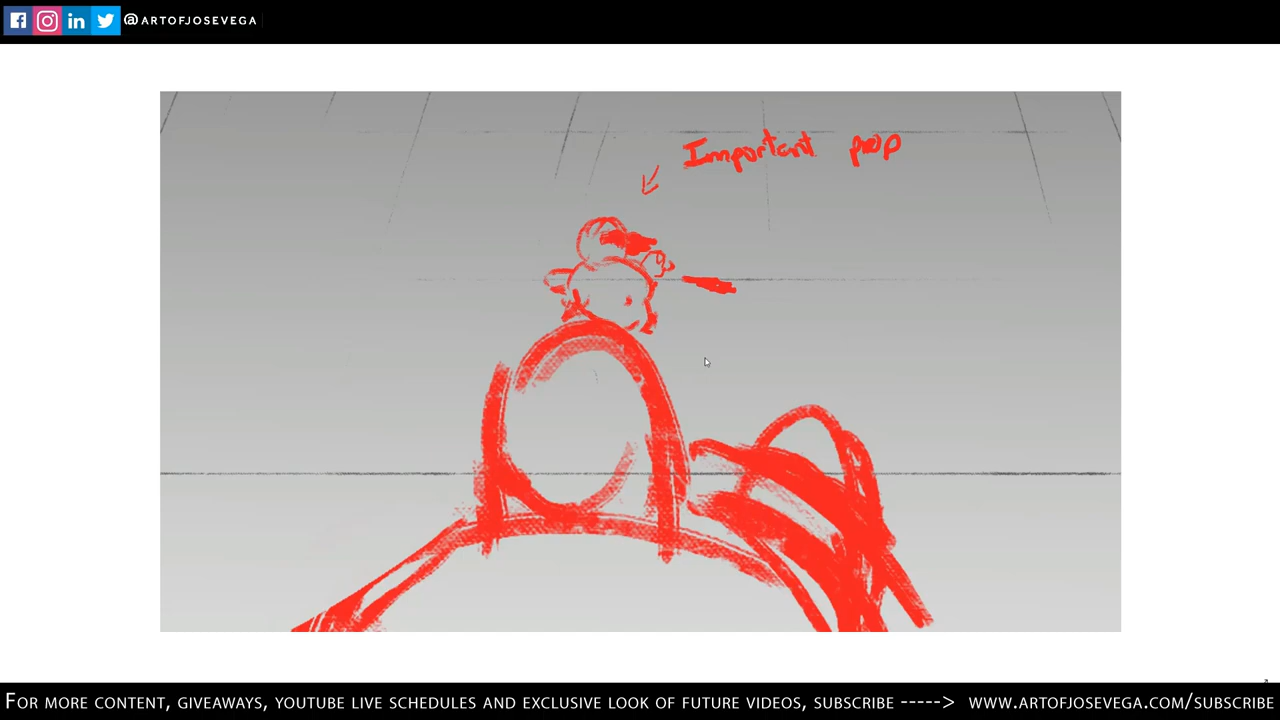 @ARTOFJOSEVEGA
Important prop
FOR MORE CONTENT, GIVEAWAYS, YOUTUBE LIVE SCHEDULES AND EXCLUSIVE LOOK OF FUTURE VIDEOS, SUBSCRIBE -----> WWW.ARTOFJOSEVEGA.COM/SUBSCRIBE